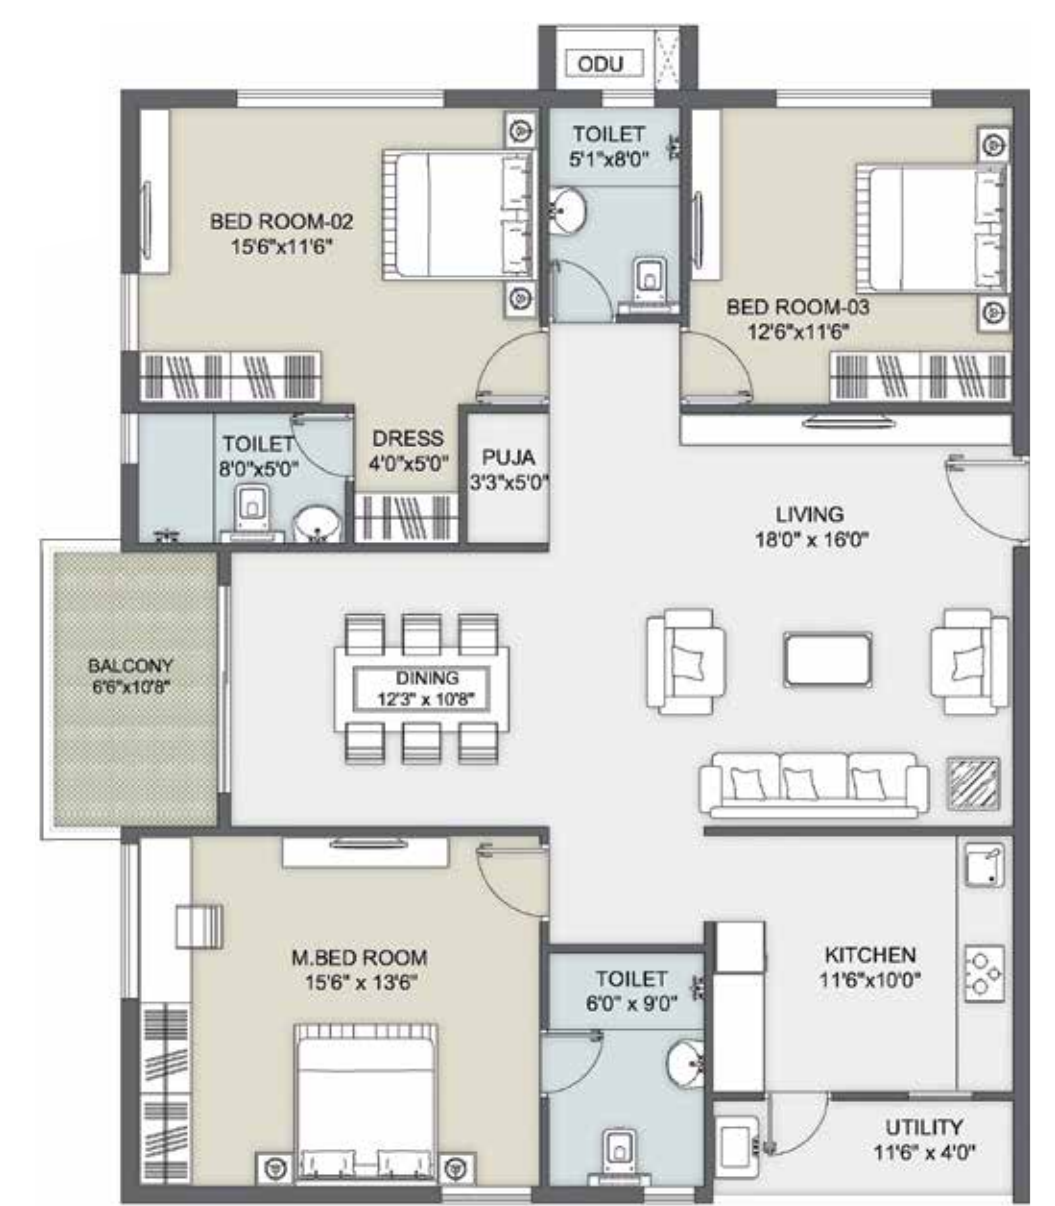 ODU
TOILET
5'1"x8'0"
BED ROOM-02
15'6"x11'6"
BED ROOM-03
12'6"x11'6"
TOILET
8'0"x5'0"
DRESS
4'0"x5'0"
PUJA
3'3"x5'0"
LIVING
18'0" x 16'0"
BALCONY
6'6"x10'8"
DINING
12'3" x 10'8"
M.BED ROOM
15'6" x 13'6"
TOILET
6'0" x 9'0"
KITCHEN
11'6"x10'0"
UTILITY
11'6" x 4'0"